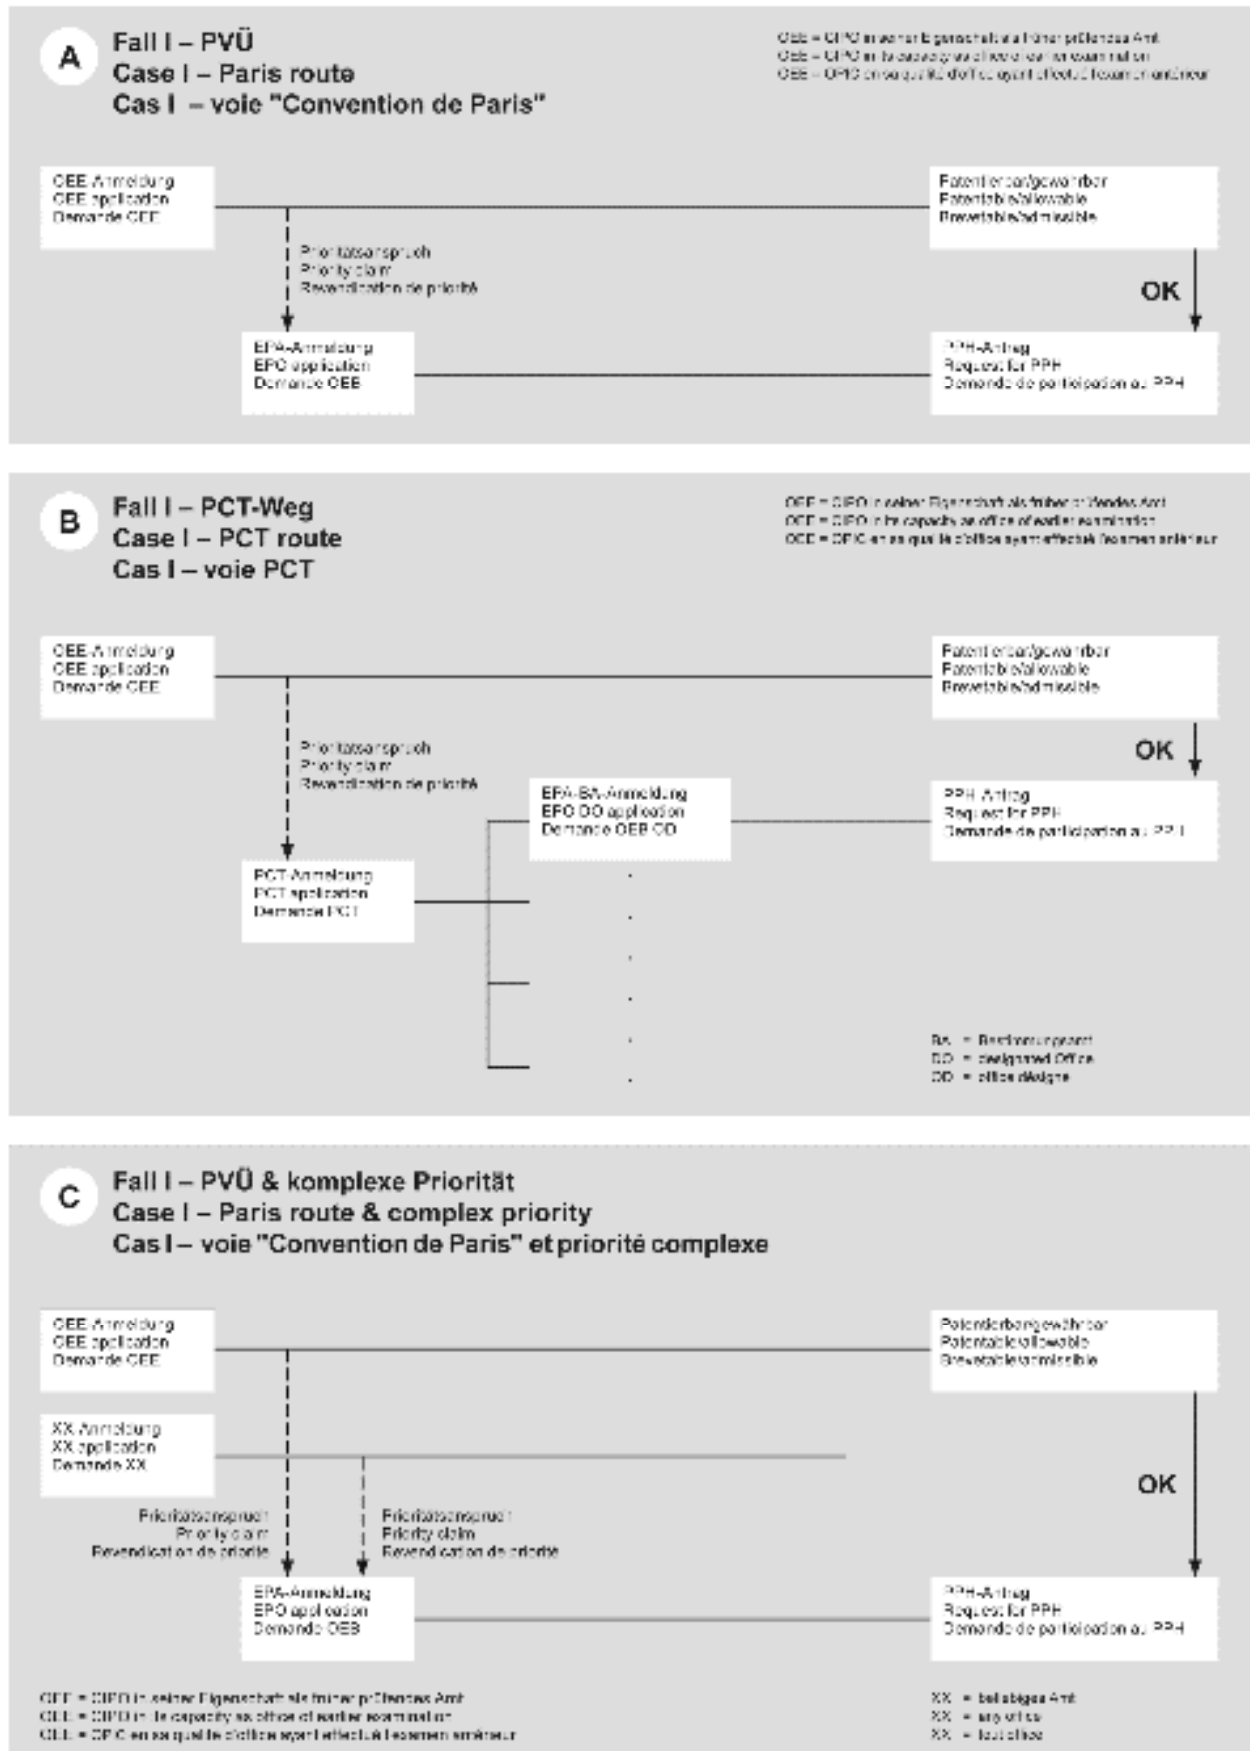 A
Fall I – PVÜ
Case I – Paris route
Cas I – voie "Convention de Paris"
OEE = CIPO in seiner Eigenschaft als früher prüfendes Amt
OEE = CIPO in its capacity as office of earlier examination
OEE = OPIC en sa qualité d'office ayant effectué l'examen antérieur
OEE-Anmeldung
OEE application
Demande OEE
Patentierbar/gewährbar
Patentable/allowable
Brevetable/admissible
Prioritätsanspruch
Priority claim
Revendication de priorité
OK
EPA-Anmeldung
EPO application
Demande OEB
PPH-Antrag
Request for PPH
Demande de participation au PPH
B
Fall I – PCT-Weg
Case I – PCT route
Cas I – voie PCT
OEE = CIPO in seiner Eigenschaft als früher prüfendes Amt
OEE = CIPO in its capacity as office of earlier examination
OEE = OPIC en sa qualité d'office ayant effectué l'examen antérieur
OEE-Anmeldung
OEE application
Demande OEE
Patentierbar/gewährbar
Patentable/allowable
Brevetable/admissible
Prioritätsanspruch
Priority claim
Revendication de priorité
OK
EPA-BA-Anmeldung
EPO DO application
Demande OEB OD
PPH-Antrag
Request for PPH
Demande de participation au PPH
PCT-Anmeldung
PCT application
Demande PCT
BA = Bestimmungsamt
DO = designated Office
OD = office désigné
C
Fall I – PVÜ & komplexe Priorität
Case I – Paris route & complex priority
Cas I – voie "Convention de Paris" et priorité complexe
OEE-Anmeldung
OEE application
Demande OEE
Patentierbar/gewährbar
Patentable/allowable
Brevetable/admissible
XX-Anmeldung
XX application
Demande XX
OK
Prioritätsanspruch
Priority claim
Revendication de priorité
Prioritätsanspruch
Priority claim
Revendication de priorité
EPA-Anmeldung
EPO application
Demande OEB
PPH-Antrag
Request for PPH
Demande de participation au PPH
OEE = CIPO in seiner Eigenschaft als früher prüfendes Amt
OEE = CIPO in its capacity as office of earlier examination
OEE = OPIC en sa qualité d'office ayant effectué l'examen antérieur
XX = beliebiges Amt
XX = any office
XX = tout office